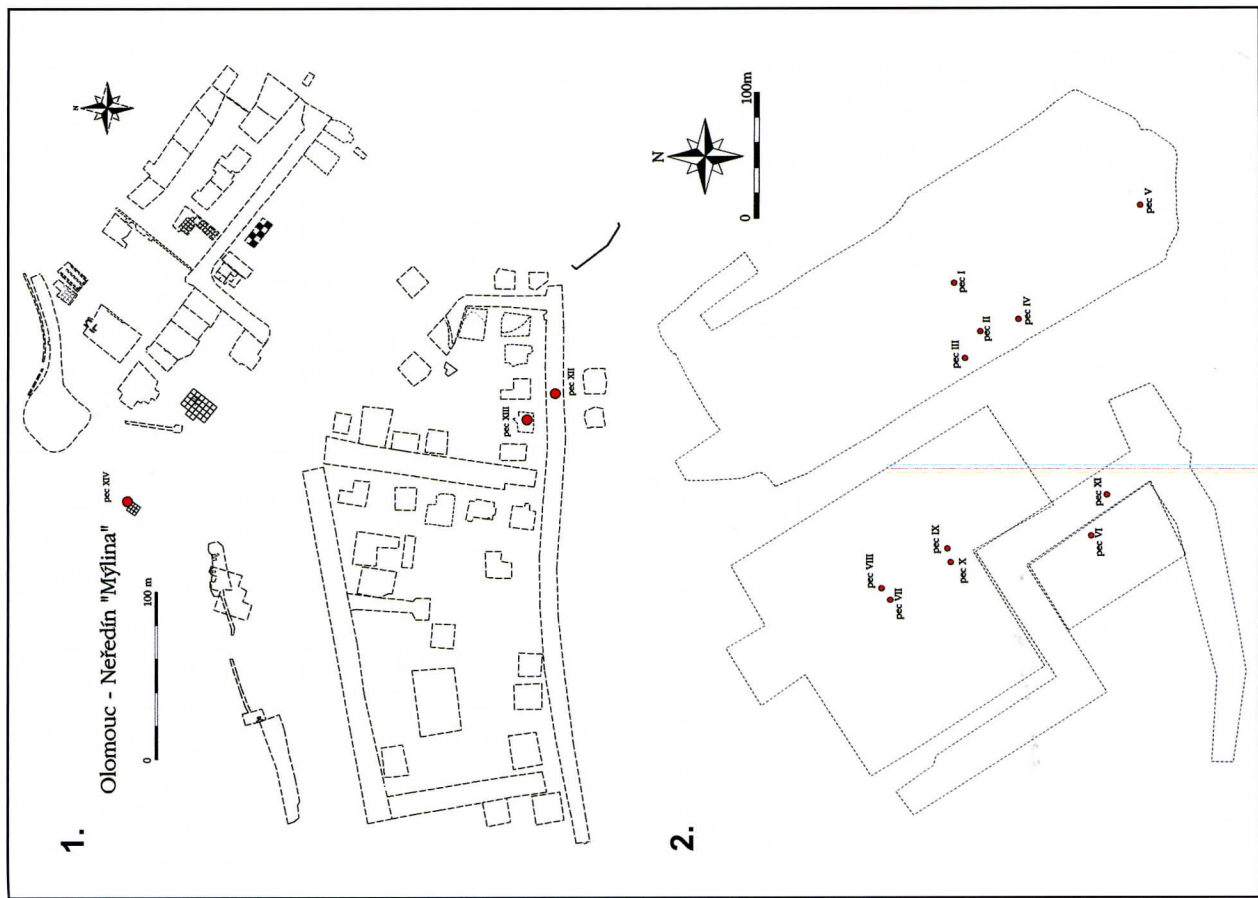 1.
Olomouc - Neředín "Mýlina"
0
100 m
N
pec XIV
pec XIII
pec XII
2.
N
0
100m
pec I
pec II
pec III
pec IV
pec V
pec VIII
pec VII
pec IX
pec X
pec XI
pec VI